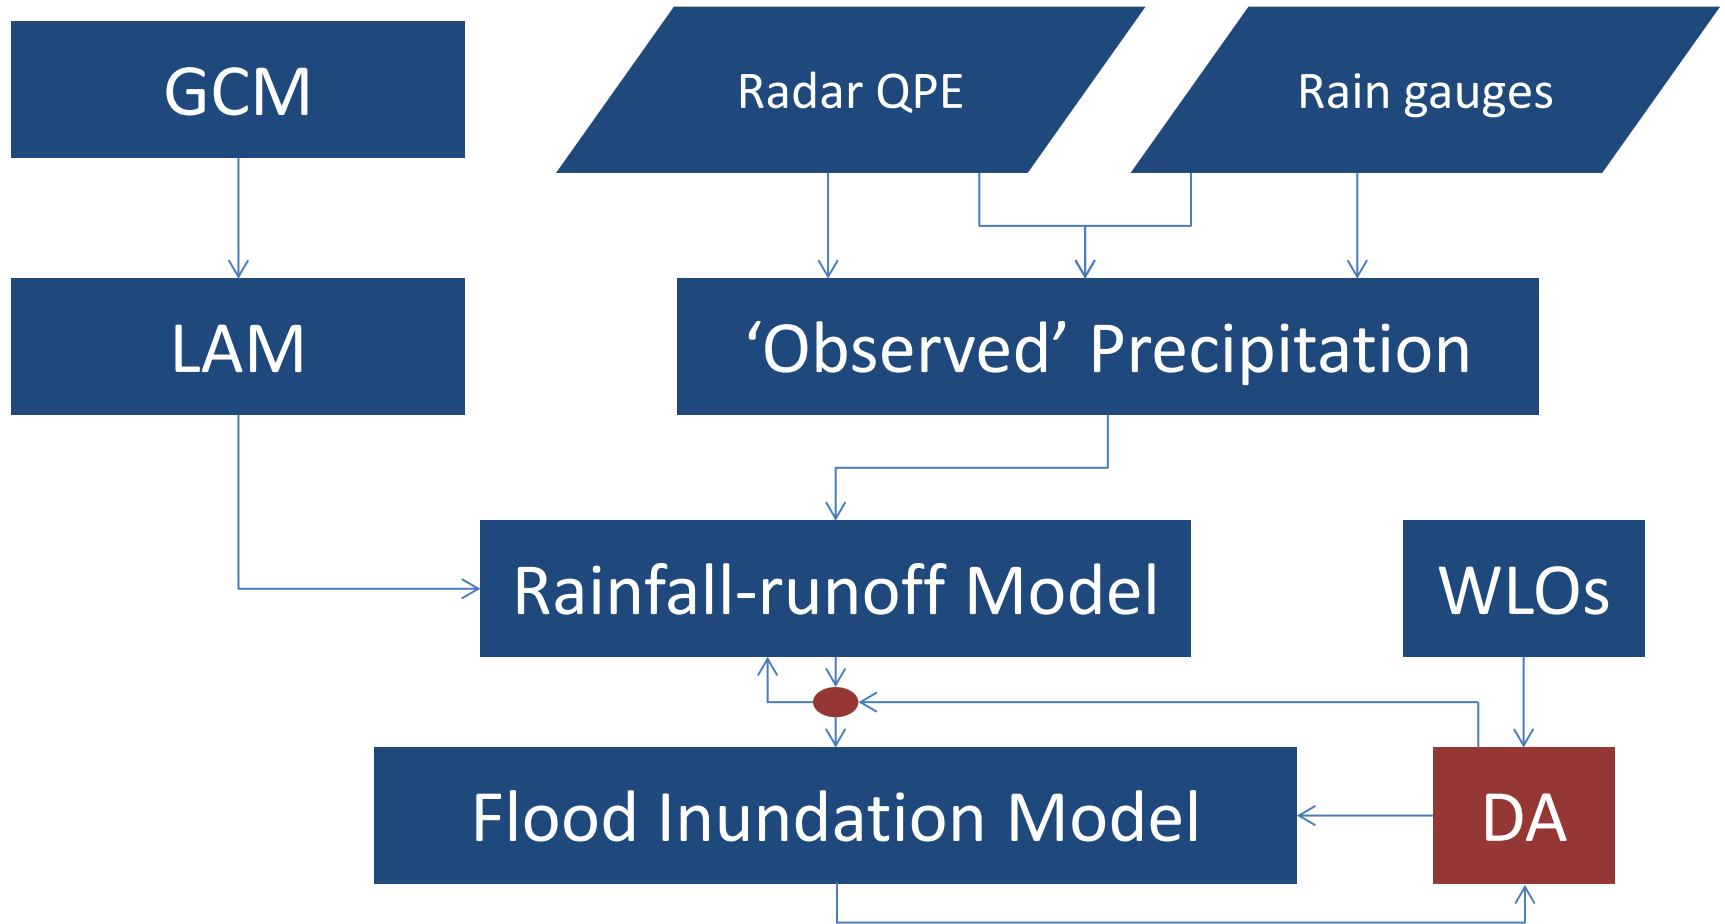 GCM
Radar QPE
Rain gauges
LAM
‘Observed’ Precipitation
Rainfall-runoff Model
WLOs
Flood Inundation Model
DA